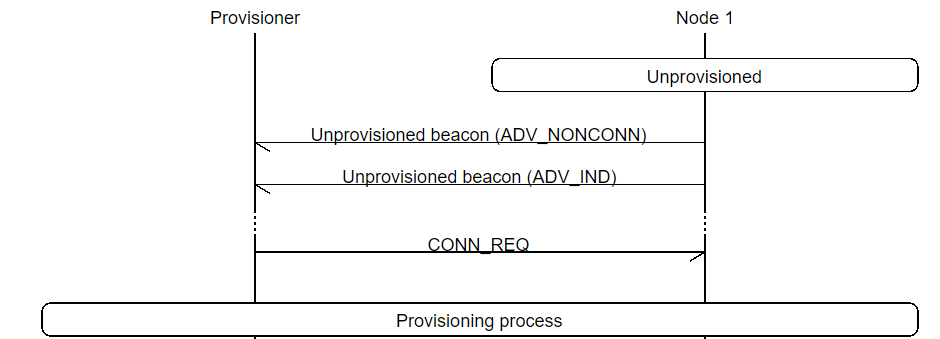 Provisioner
Node 1
Unprovisioned
Unprovisioned beacon (ADV_NONCONN)
Unprovisioned beacon (ADV_IND)
CONN_REQ
Provisioning process